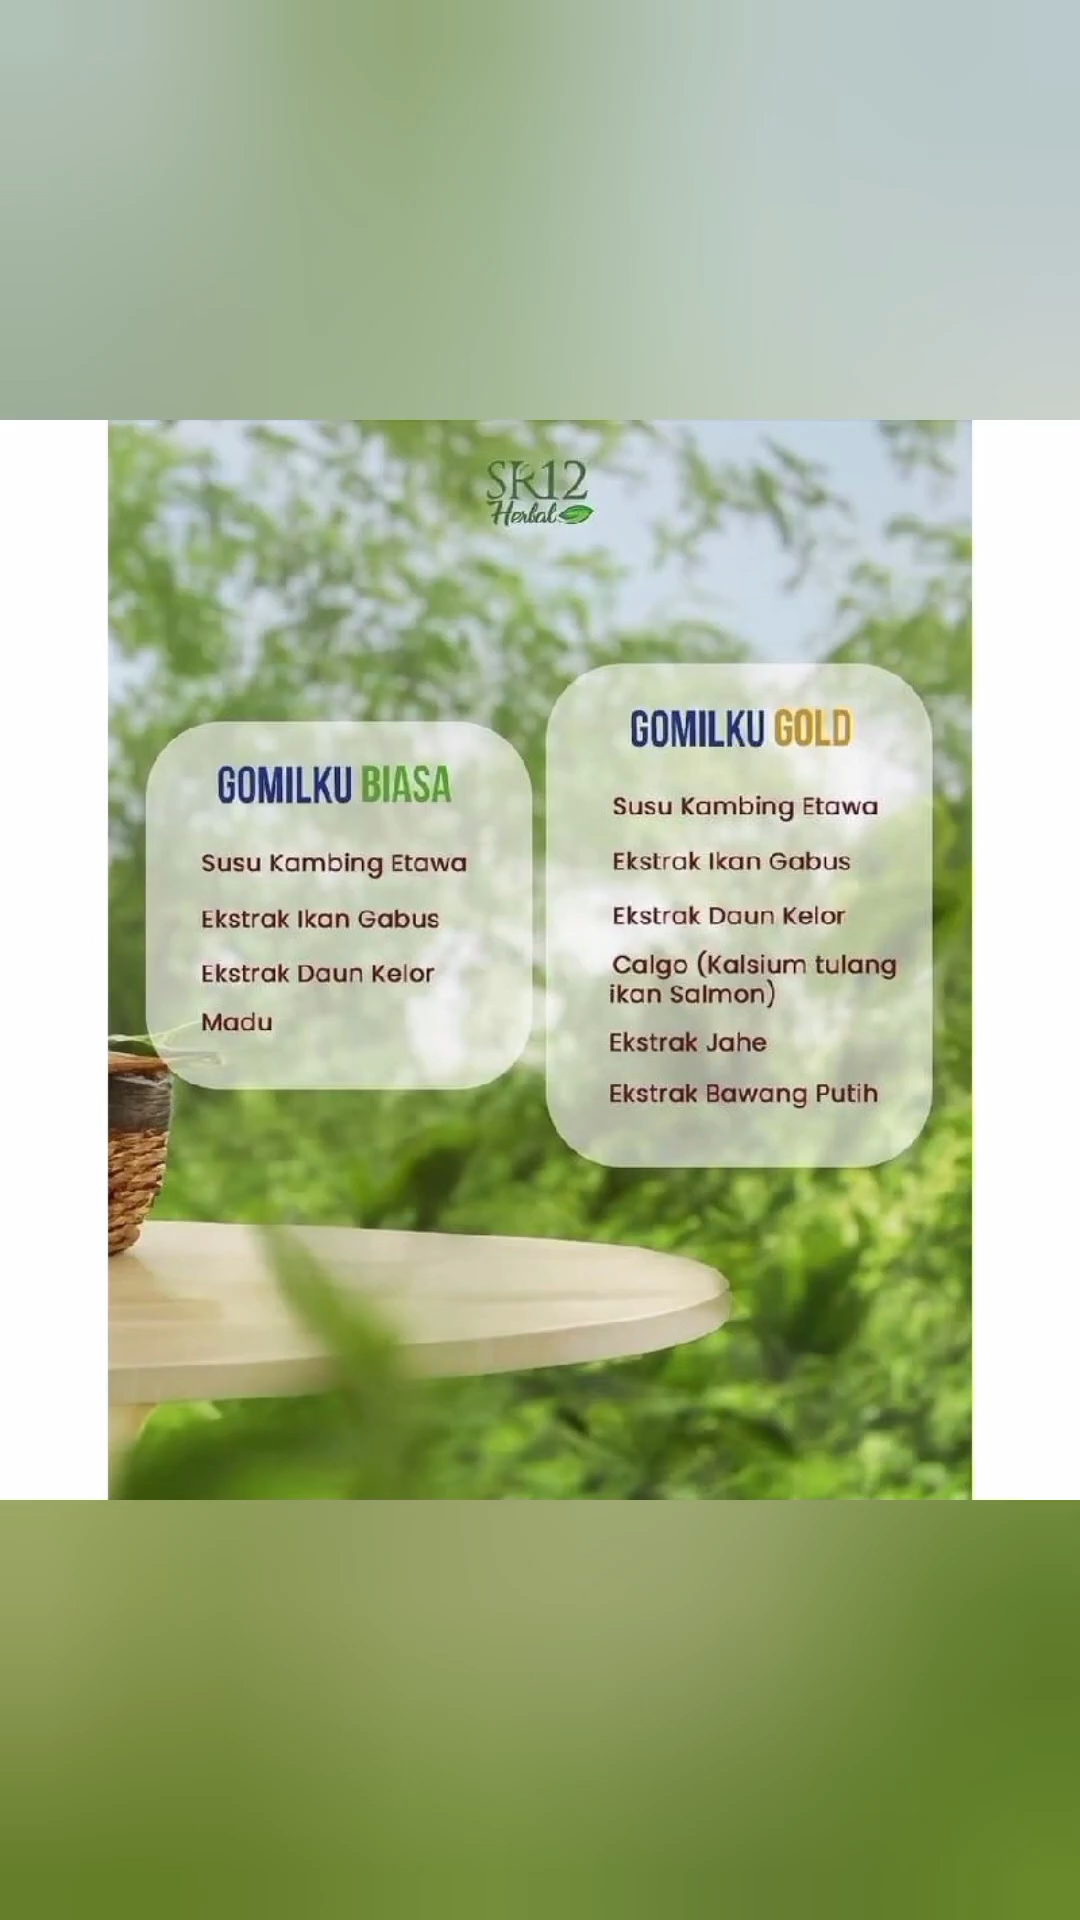 SR12
Herbal
GOMILKU BIASA
Susu Kambing Etawa
Ekstrak Ikan Gabus
Ekstrak Daun Kelor
Madu
GOMILKU GOLD
Susu Kambing Etawa
Ekstrak Ikan Gabus
Ekstrak Daun Kelor
Calgo (Kalsium tulang
ikan Salmon)
Ekstrak Jahe
Ekstrak Bawang Putih